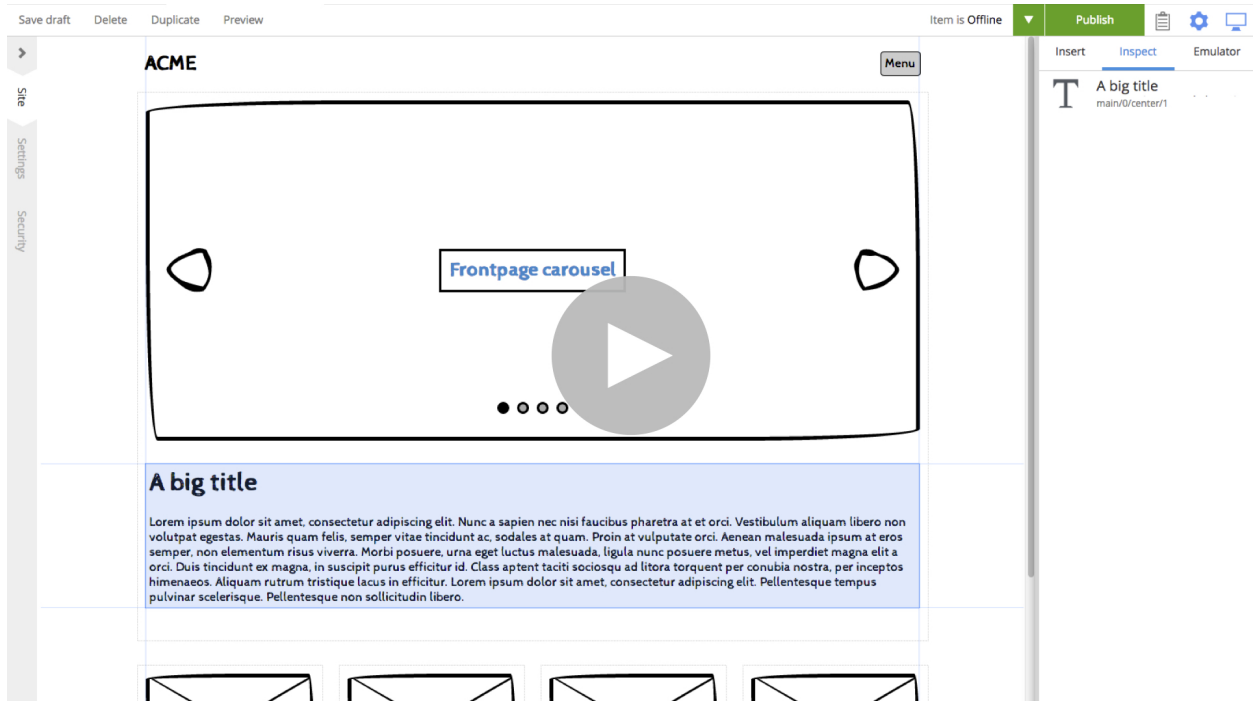 Save draft Delete Duplicate Preview Item is Offline Publish
Insert Inspect Emulator
Site
Settings
Security
ACME
Menu
A big title
main/0/center/1
Frontpage carousel
A big title
Lorem ipsum dolor sit amet, consectetur adipiscing elit. Nunc a sapien nec nisi faucibus pharetra at et orci. Vestibulum aliquam libero non
volutpat egestas. Mauris quam felis, semper vitae tincidunt ac, sodales at quam. Proin at vulputate orci. Aenean malesuada ipsum at eros
semper, non elementum risus viverra. Morbi posuere, urna eget luctus malesuada, ligula nunc posuere metus, vel imperdiet magna elit a
orci. Duis tincidunt ex magna, in suscipit purus efficitur id. Class aptent taciti sociosqu ad litora torquent per conubia nostra, per inceptos
himenaeos. Aliquam rutrum tristique lacus in efficitur. Lorem ipsum dolor sit amet, consectetur adipiscing elit. Pellentesque tempus
pulvinar scelerisque. Pellentesque non sollicitudin libero.